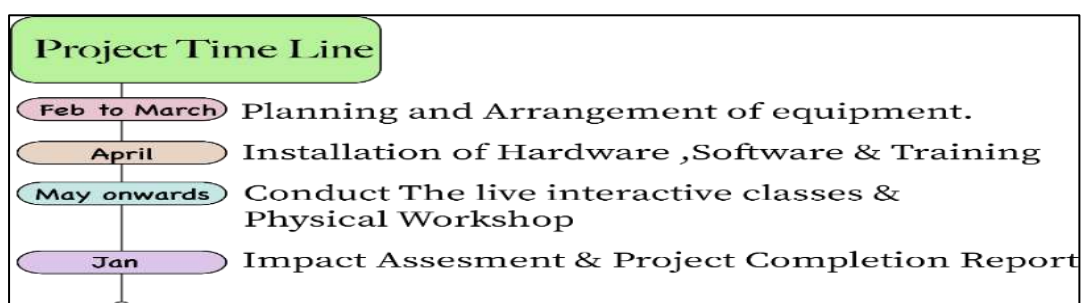 Project Time Line
Feb to March Planning and Arrangement of equipment.
April Installation of Hardware ,Software & Training
May onwards Conduct The live interactive classes &
Physical Workshop
Jan Impact Assesment & Project Completion Report